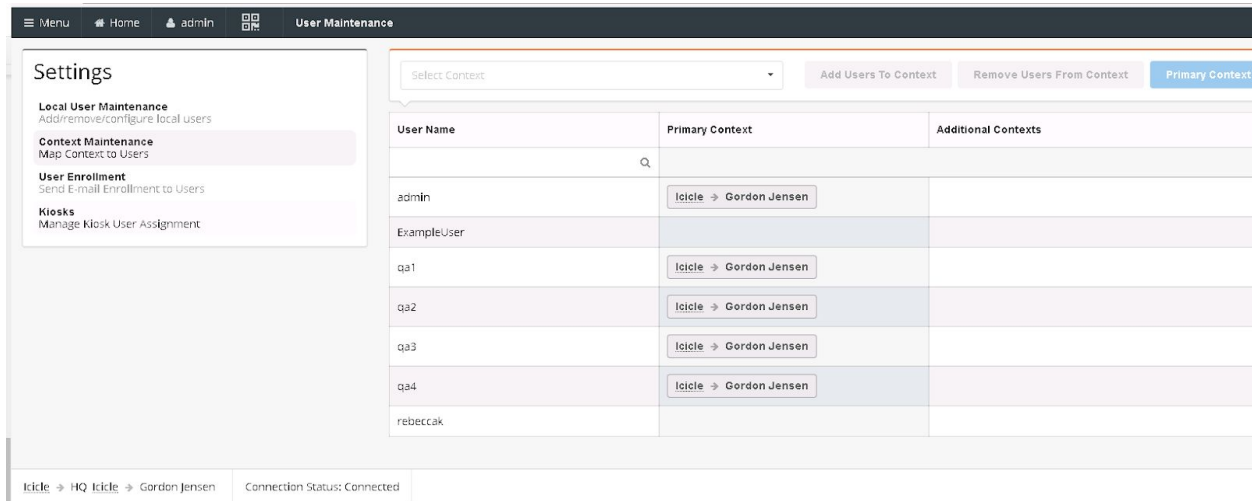 Menu Home admin User Maintenance
Settings
Local User Maintenance
Add/remove/configure local users
Context Maintenance
Map Context to Users
User Enrollment
Send E-mail Enrollment to Users
Kiosks
Manage Kiosk User Assignment
Select Context Add Users To Context Remove Users From Context Primary Context
User Name Primary Context Additional Contexts
admin Icicle → Gordon Jensen
ExampleUser
qa1 Icicle → Gordon Jensen
qa2 Icicle → Gordon Jensen
qa3 Icicle → Gordon Jensen
qa4 Icicle → Gordon Jensen
rebeccak
Icicle → HQ Icicle → Gordon Jensen Connection Status: Connected